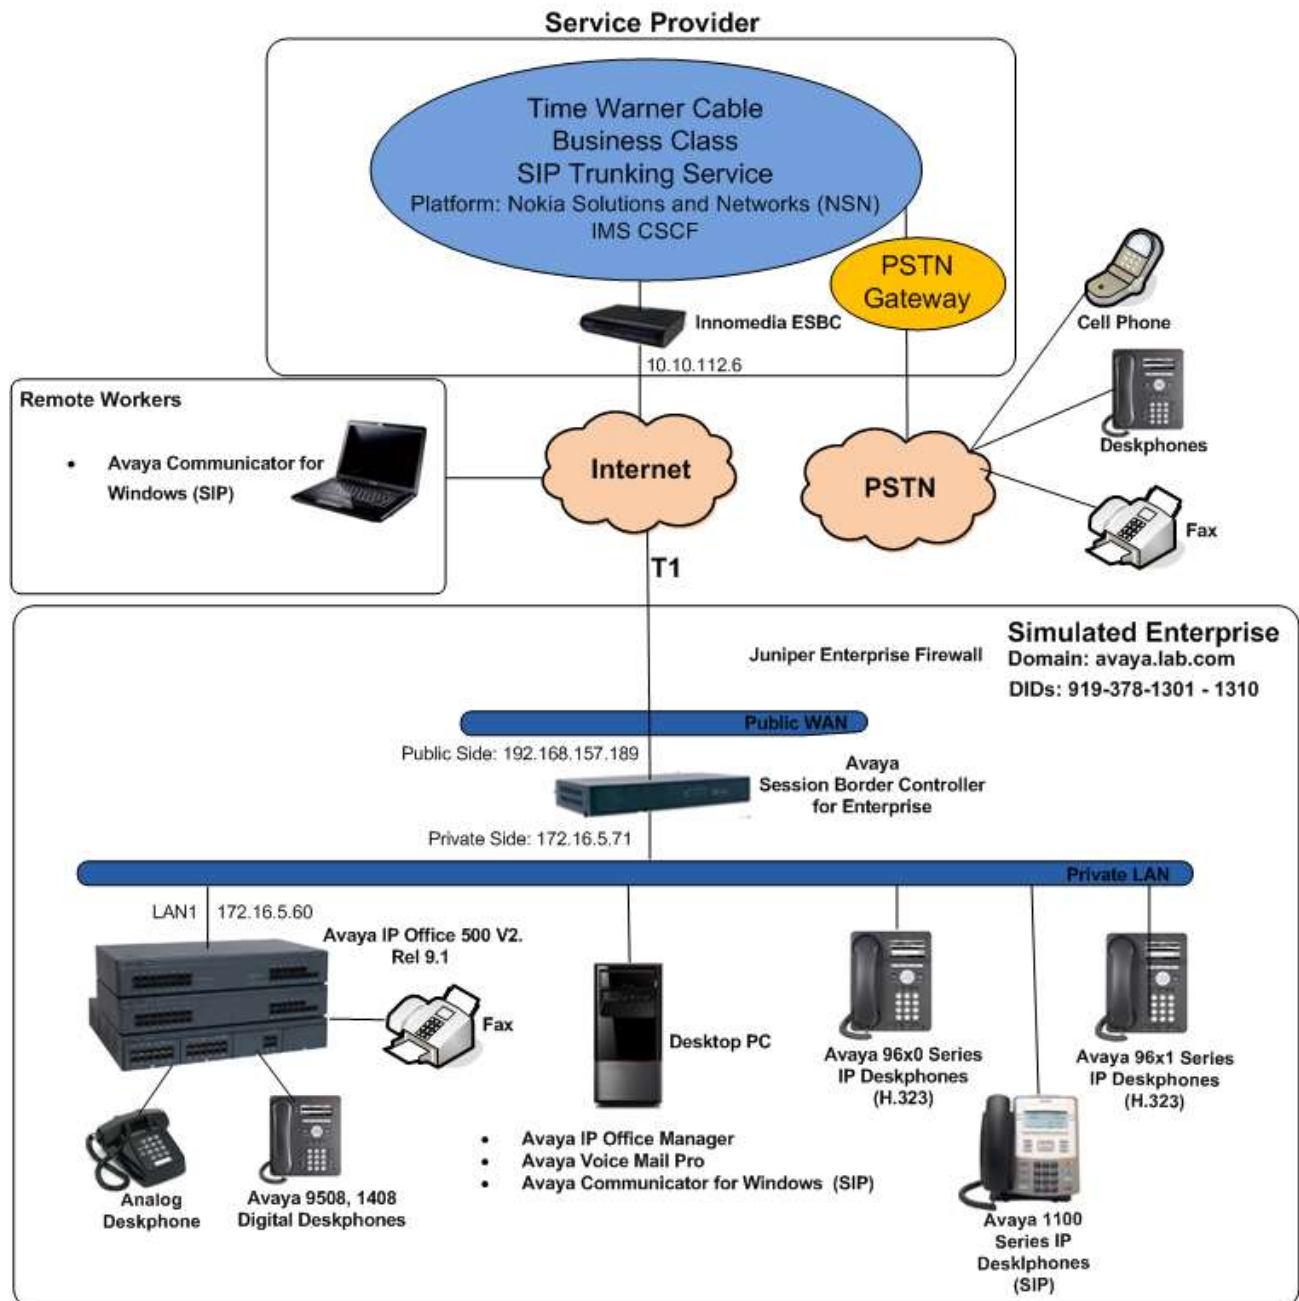 Service Provider
Time Warner Cable
Business Class
SIP Trunking Service
Platform: Nokia Solutions and Networks (NSN)
IMS CSCF
PSTN
Gateway
Innomedia ESBC
10.10.112.6
Cell Phone
Deskphones
Fax
Remote Workers
• Avaya Communicator for
Windows (SIP)
Internet
PSTN
T1
Simulated Enterprise
Juniper Enterprise Firewall
Domain: avaya.lab.com
DIDs: 919-378-1301 - 1310
Public WAN
Public Side: 192.168.157.189
Avaya
Session Border Controller
for Enterprise
Private Side: 172.16.5.71
Private LAN
LAN1 172.16.5.60
Avaya IP Office 500 V2.
Rel 9.1
Fax
Desktop PC
Avaya 96x0 Series
IP Deskphones
(H.323)
Avaya 96x1 Series
IP Deskphones
(H.323)
• Avaya IP Office Manager
• Avaya Voice Mail Pro
• Avaya Communicator for Windows (SIP)
Analog
Deskphone
Avaya 9508, 1408
Digital Deskphones
Avaya 1100
Series IP
Desklphones
(SIP)